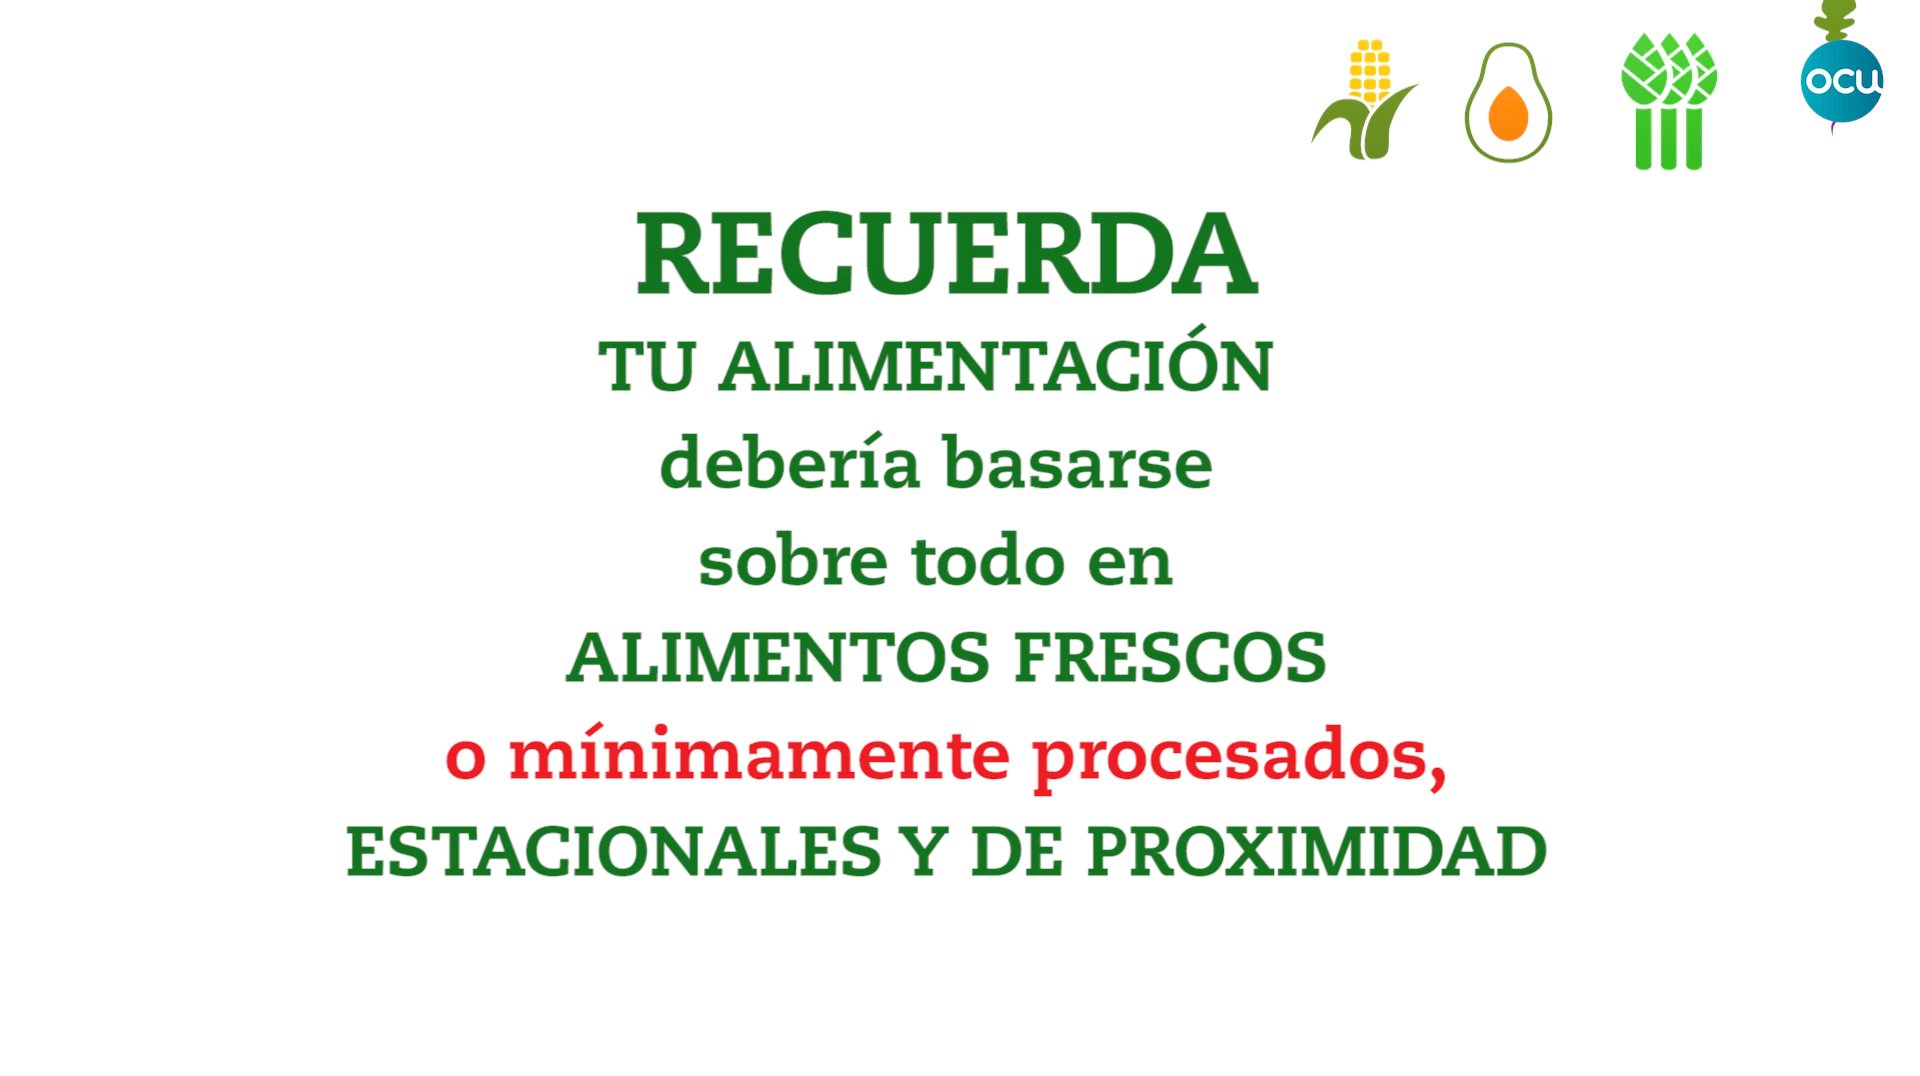 ocu
RECUERDA
TU ALIMENTACIÓN
debería basarse
sobre todo en
ALIMENTOS FRESCOS
o mínimamente procesados,
ESTACIONALES Y DE PROXIMIDAD